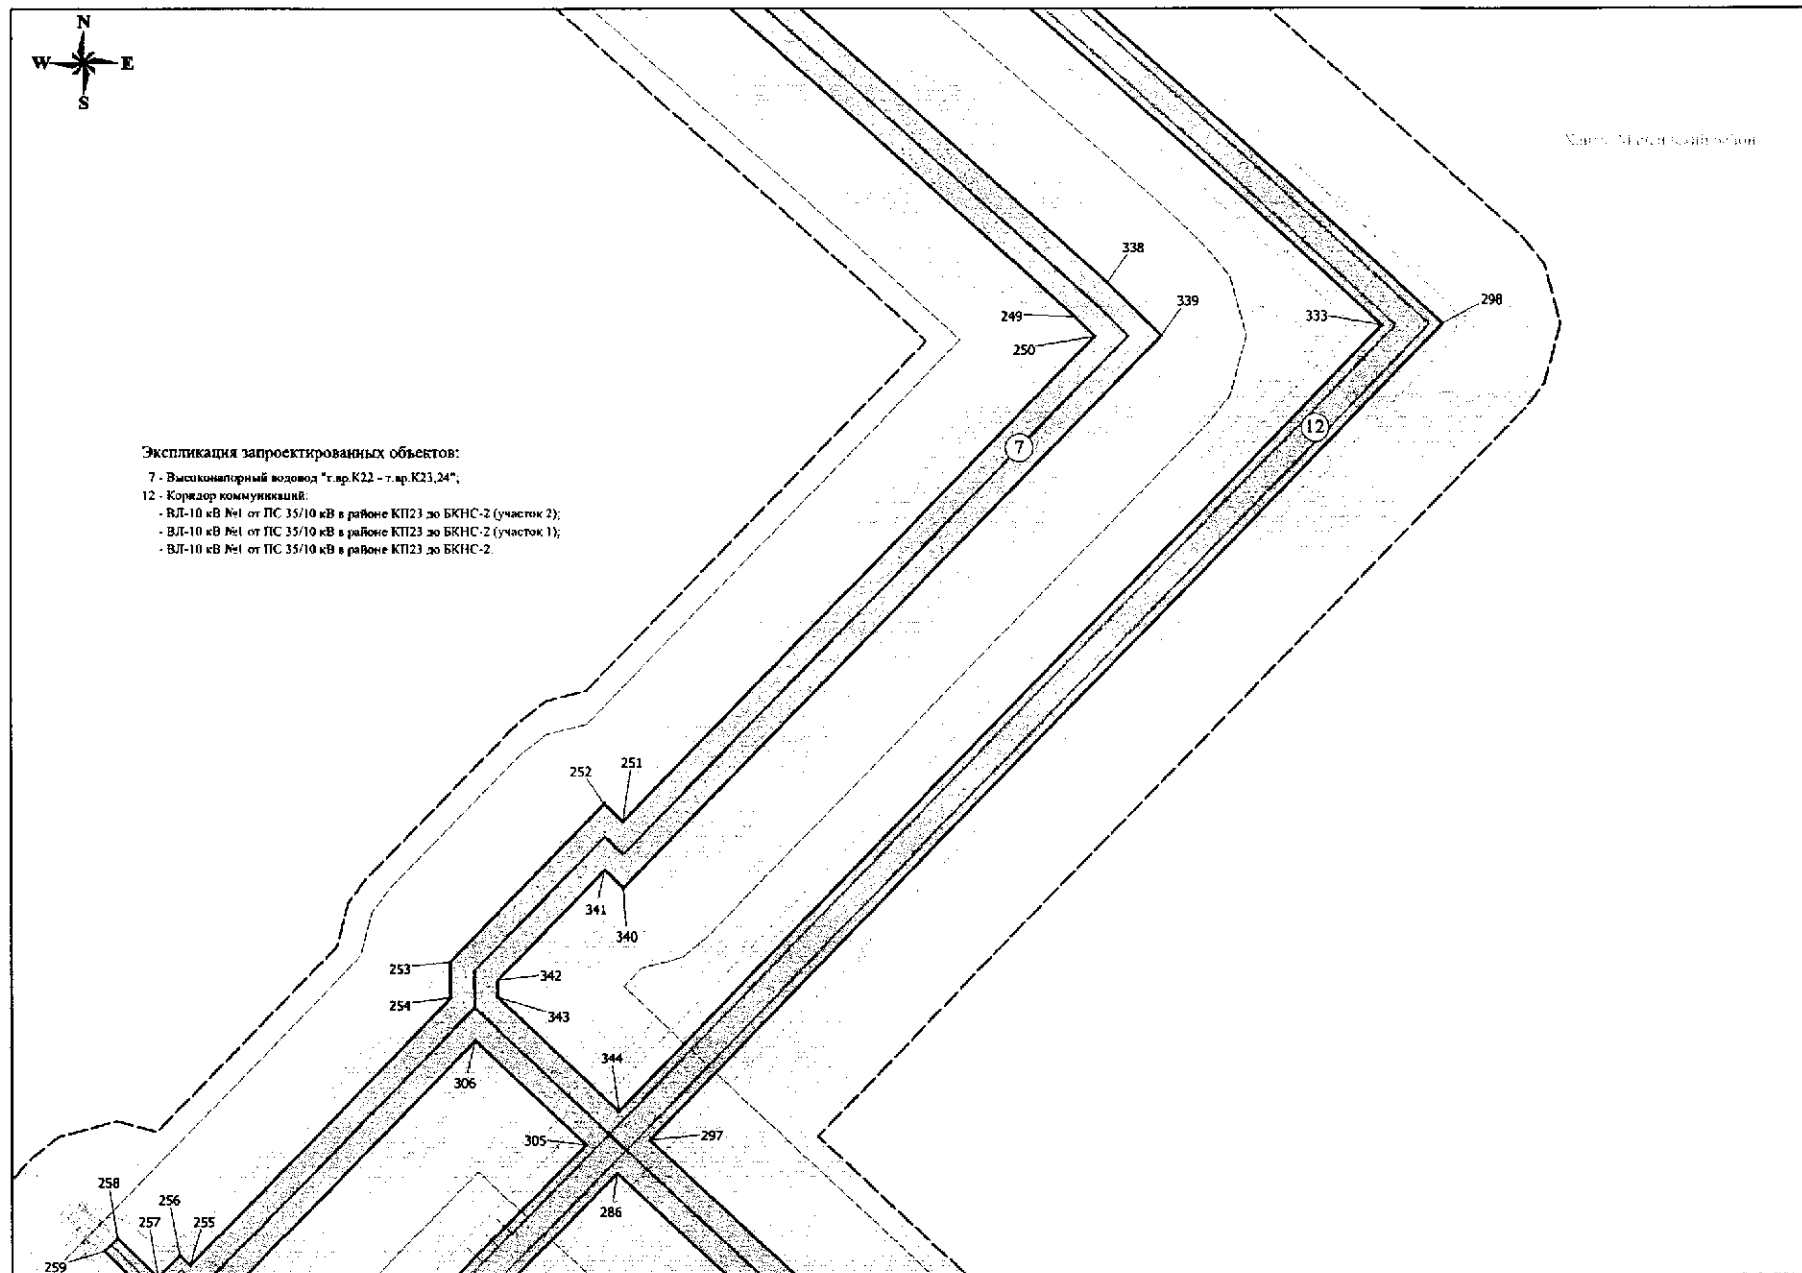 N
W E
S
338
339
298
249
333
250
12
7
Экспликация запроектированных объектов:
7 - Высоконапорный водовод "т.вр.К22 - т.вр.К23,24";
12 - Коридор коммуникаций:
- ВЛ-10 кВ №1 от ПС 35/10 кВ в районе КП23 до БКНС-2 (участок 2);
- ВЛ-10 кВ №1 от ПС 35/10 кВ в районе КП23 до БКНС-2 (участок 1);
- ВЛ-10 кВ №1 от ПС 35/10 кВ в районе КП23 до БКНС-2.
252
251
341
340
253
342
254
343
344
306
305
297
258
256
286
257
255
259